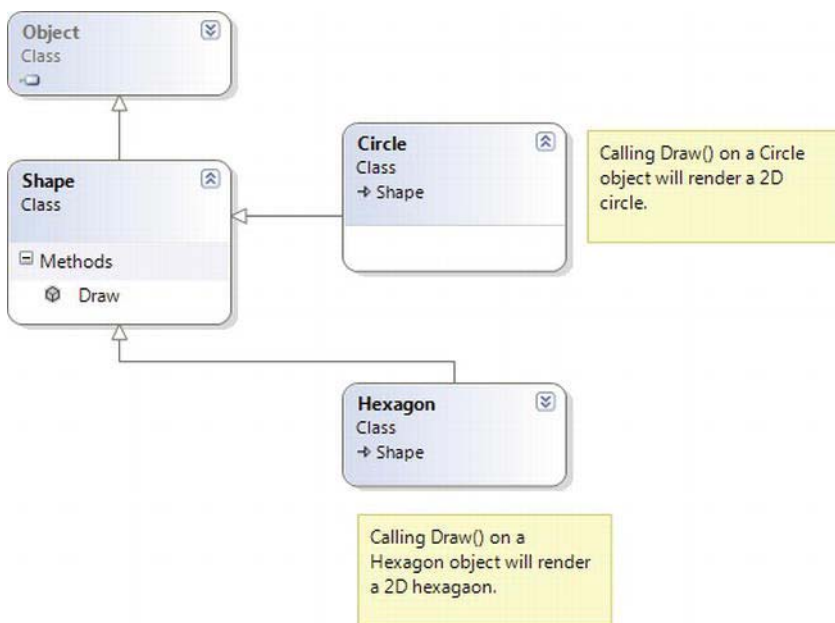 Object
Class
Shape
Class
Methods
Draw
Circle
Class
Shape
Calling Draw() on a Circle
object will render a 2D
circle.
Hexagon
Class
Shape
Calling Draw() on a
Hexagon object will render
a 2D hexagaon.